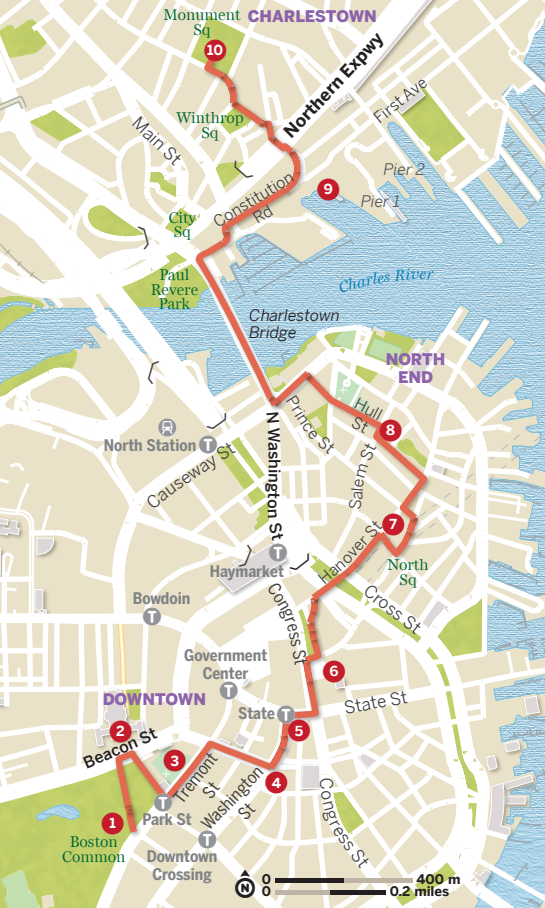 Monument
Sq
CHARLESTOWN
10
Northern Expwy
First Ave
Winthrop
Sq
Main St
Pier 2
9
Pier 1
Constitution
Rd
City
Sq
Paul
Revere
Park
Charles River
Charlestown
Bridge
NORTH
END
Hull
St
Prince St
8
North Station T
N Washington St
Salem St
Causeway St
7
Hanover St
North
Sq
T
Haymarket
Congress St
Cross St
Bowdoin
T
Government
Center
T
6
DOWNTOWN
State T
State St
5
2
Beacon St
3
Tremont
St
4
Washington
St
T
Park St
1
Boston
Common
T
Downtown
Crossing
Congress St
N
0 400 m
0 0.2 miles